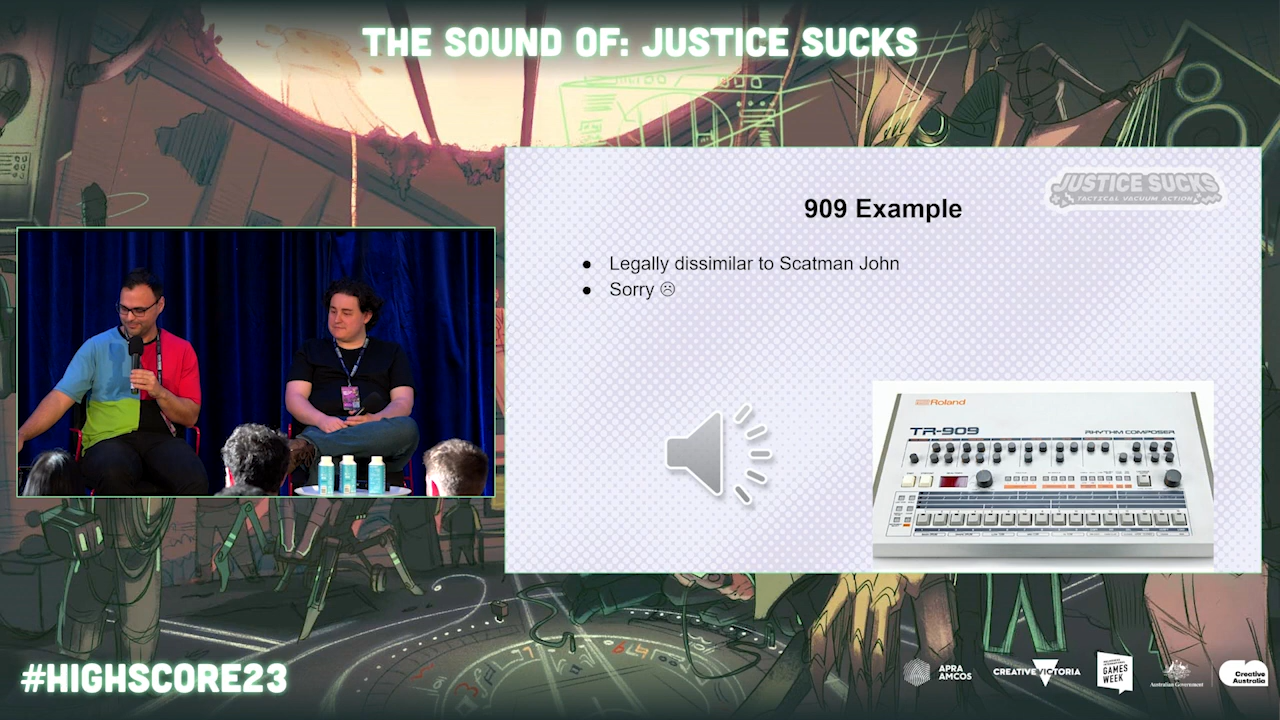 THE SOUND OF: JUSTICE SUCKS
JUSTICE SUCKS
TACTICAL VACUUM ACTION
909 Example
● Legally dissimilar to Scatman John
● Sorry ☹
Roland
TR-909
RHYTHM COMPOSER
#HIGHSCORE23
APRA
AMCOS
CREATIVE VICTORIA
GAMES
WEEK
Australian Government
Creative
Australia